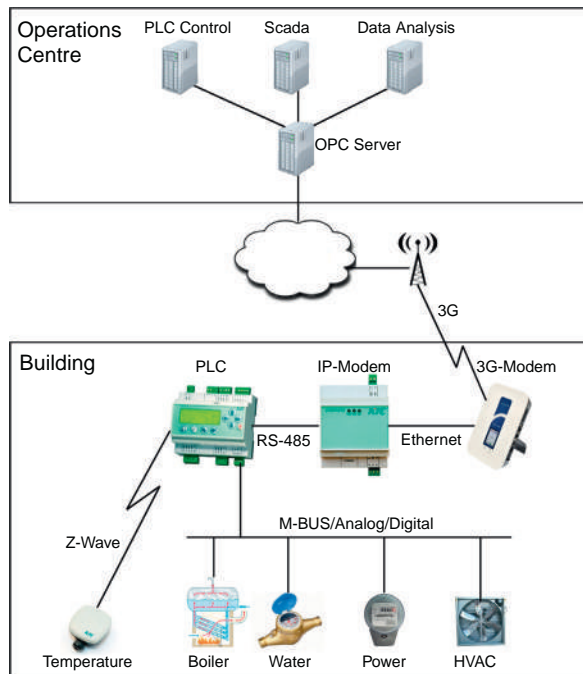 Operations
Centre
PLC Control
Scada
Data Analysis
OPC Server
3G
Building
PLC
IP-Modem
3G-Modem
RS-485
Ethernet
M-BUS/Analog/Digital
Z-Wave
Temperature
Boiler
Water
Power
HVAC